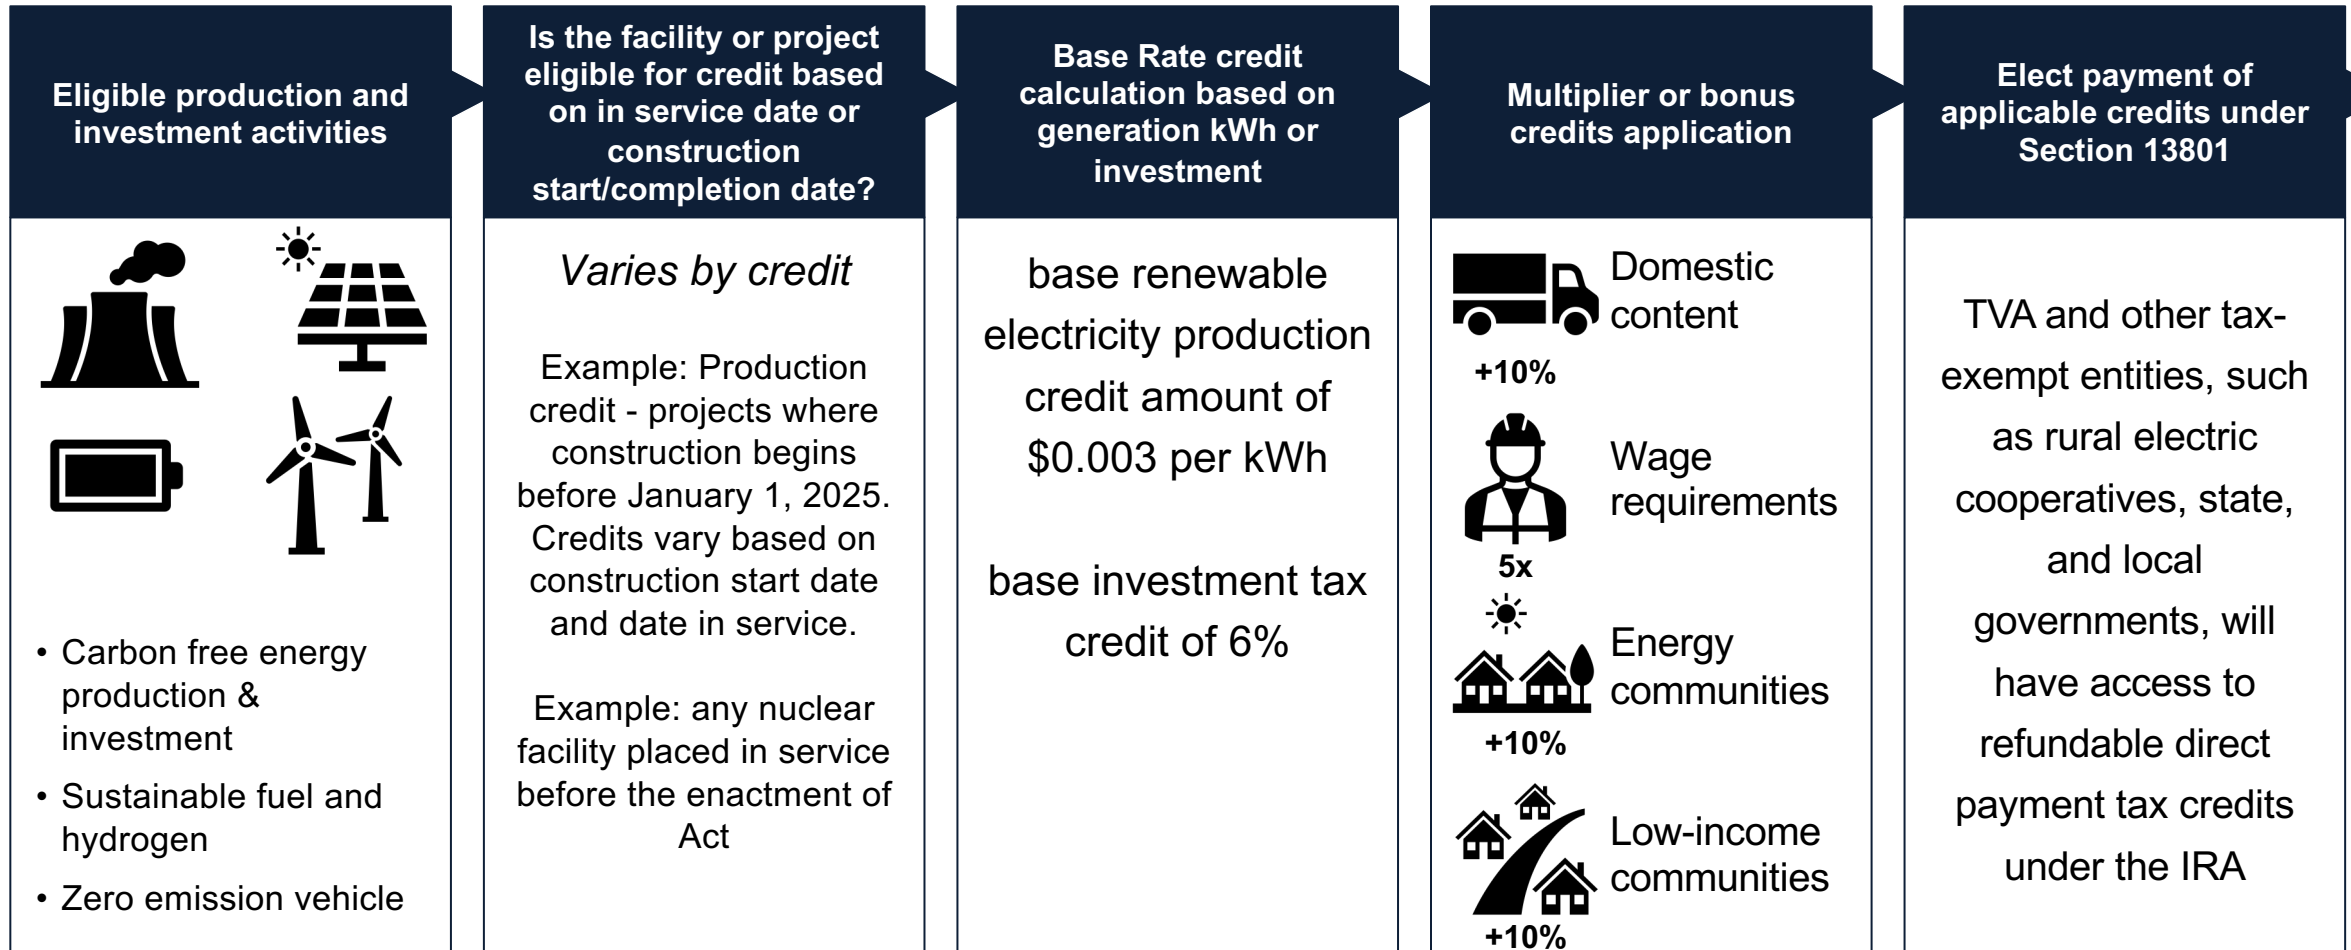 Eligible production and
investment activities
• Carbon free energy
production &
investment
• Sustainable fuel and
hydrogen
• Zero emission vehicle
Is the facility or project
eligible for credit based
on in service date or
construction
start/completion date?
Varies by credit
Example: Production
credit - projects where
construction begins
before January 1, 2025.
Credits vary based on
construction start date
and date in service.
Example: any nuclear
facility placed in service
before the enactment of
Act
Base Rate credit
calculation based on
generation kWh or
investment
base renewable
electricity production
credit amount of
$0.003 per kWh
base investment tax
credit of 6%
Multiplier or bonus
credits application
Domestic
content
+10%
Wage
requirements
5x
Energy
communities
+10%
Low-income
communities
+10%
Elect payment of
applicable credits under
Section 13801
TVA and other tax-
exempt entities, such
as rural electric
cooperatives, state,
and local
governments, will
have access to
refundable direct
payment tax credits
under the IRA